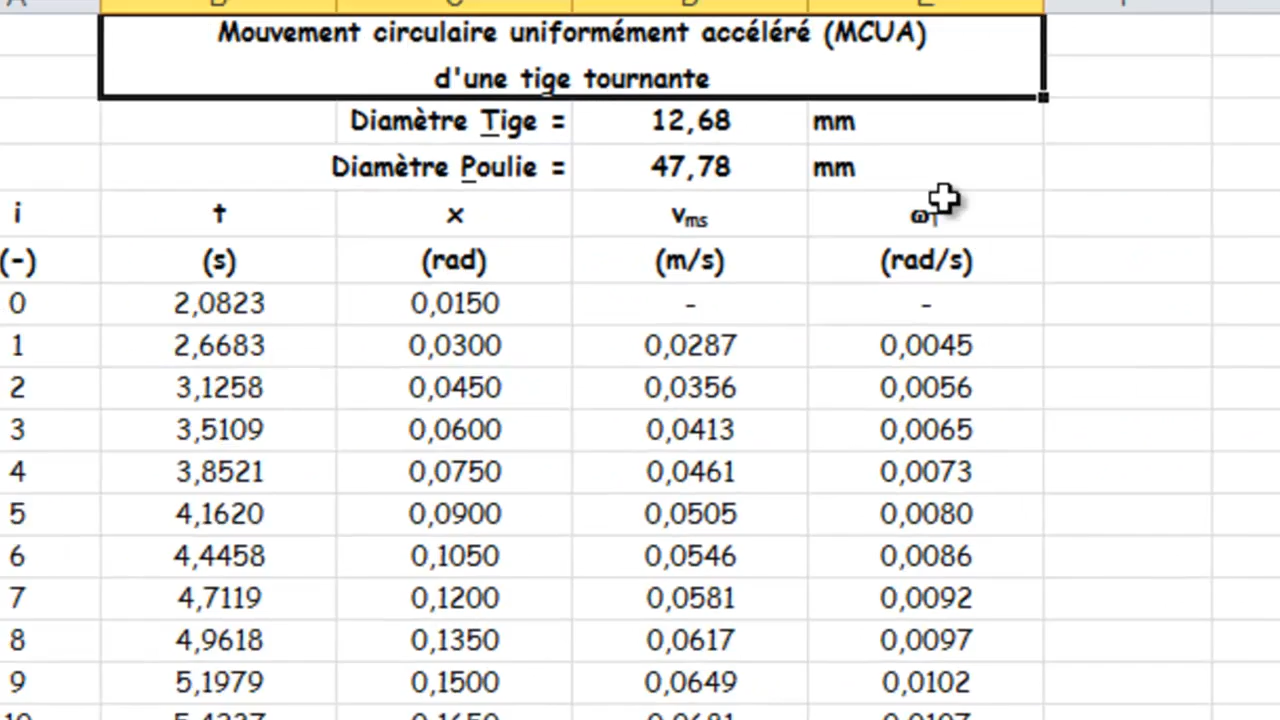 Mouvement circulaire uniformément accéléré (MCUA)
d'une tige tournante
Diamètre Tige = 12,68 mm
Diamètre Poulie = 47,78 mm
i t x vms ωT
(-) (s) (rad) (m/s) (rad/s)
0 2,0823 0,0150 - -
1 2,6683 0,0300 0,0287 0,0045
2 3,1258 0,0450 0,0356 0,0056
3 3,5109 0,0600 0,0413 0,0065
4 3,8521 0,0750 0,0461 0,0073
5 4,1620 0,0900 0,0505 0,0080
6 4,4458 0,1050 0,0546 0,0086
7 4,7119 0,1200 0,0581 0,0092
8 4,9618 0,1350 0,0617 0,0097
9 5,1979 0,1500 0,0649 0,0102